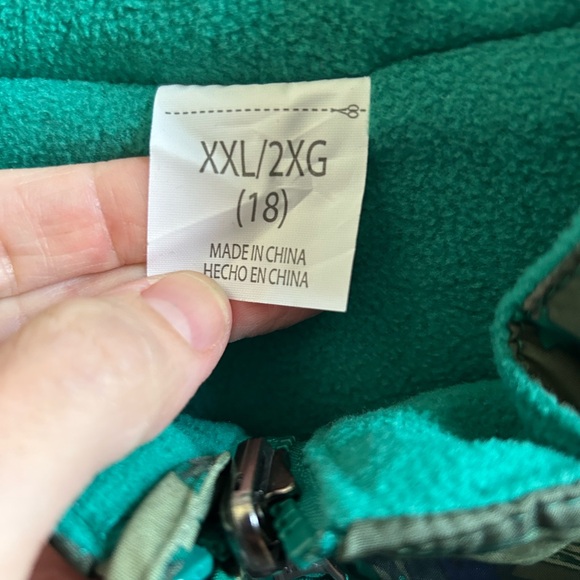 XXL/2XG
(18)
MADE IN CHINA
HECHO EN CHINA